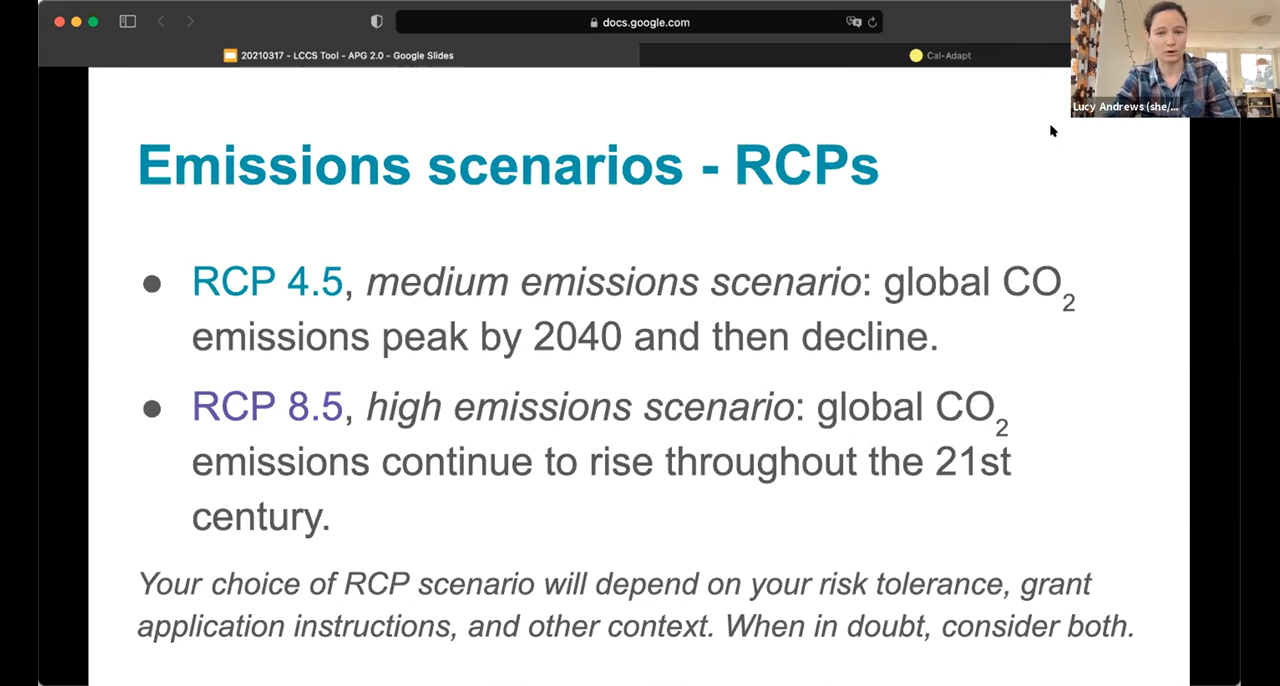 docs.google.com
20210317 - LCCS Tool - APG 2.0 - Google Slides
Cal-Adapt
Lucy Andrews (she/...
Emissions scenarios - RCPs
● RCP 4.5, medium emissions scenario: global CO2
emissions peak by 2040 and then decline.
● RCP 8.5, high emissions scenario: global CO2
emissions continue to rise throughout the 21st
century.
Your choice of RCP scenario will depend on your risk tolerance, grant
application instructions, and other context. When in doubt, consider both.